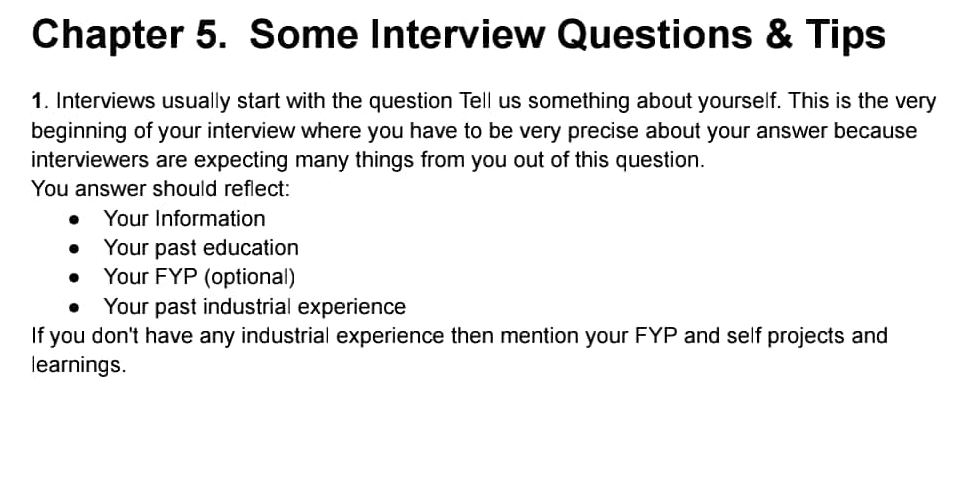 Chapter 5. Some Interview Questions & Tips
1. Interviews usually start with the question Tell us something about yourself. This is the very
beginning of your interview where you have to be very precise about your answer because
interviewers are expecting many things from you out of this question.
You answer should reflect:
● Your Information
● Your past education
● Your FYP (optional)
● Your past industrial experience
If you don't have any industrial experience then mention your FYP and self projects and
learnings.